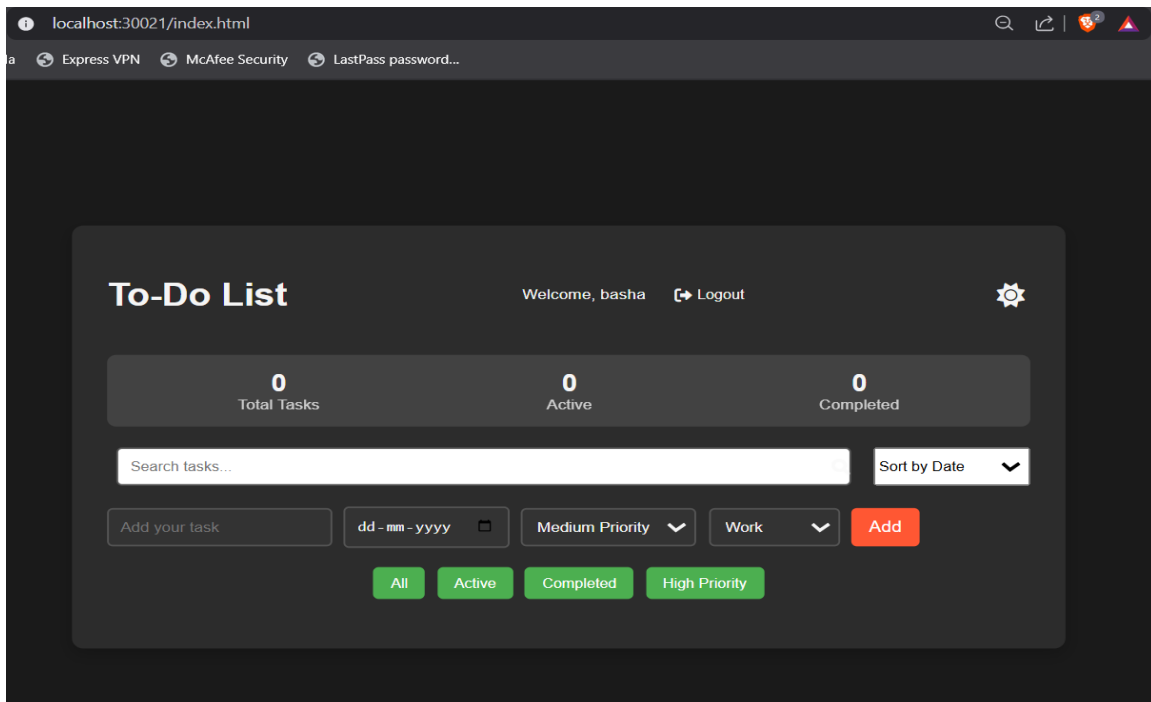 localhost:30021/index.html
2
la Express VPN McAfee Security LastPass password...
To-Do List Welcome, basha Logout
0 0 0
Total Tasks Active Completed
Search tasks... Sort by Date
Add your task dd-mm-yyyy Medium Priority Work Add
All Active Completed High Priority